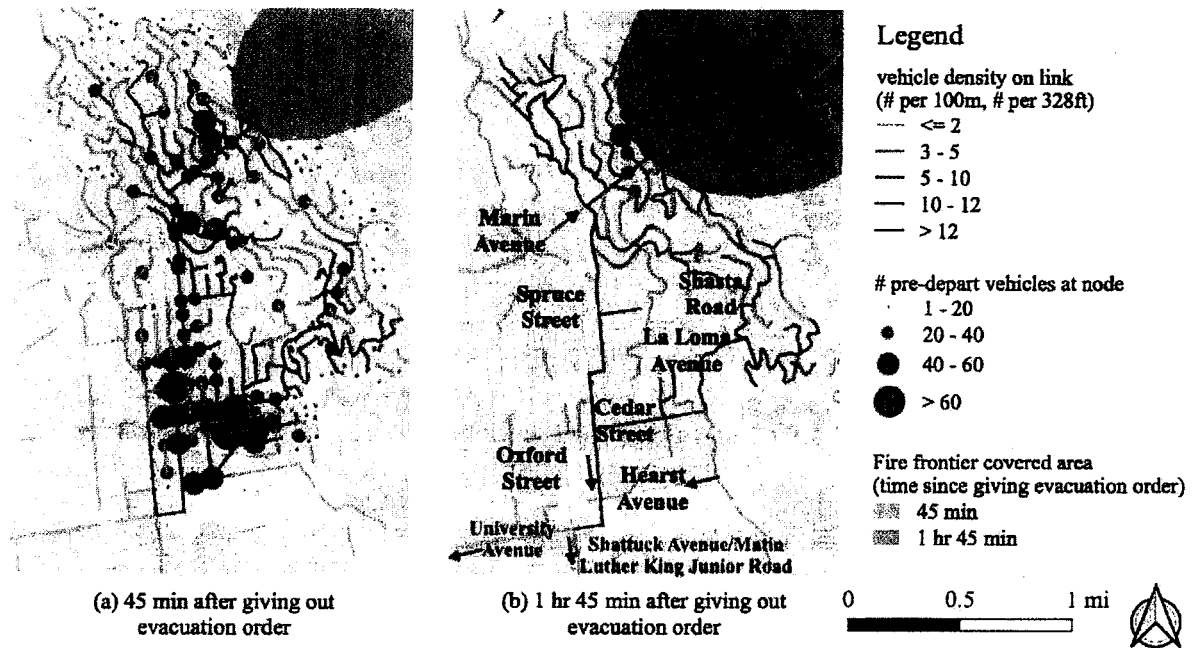 Marin
Avenue
Spruce
Street
Shasta
Road
La Loma
Avenue
Cedar
Street
Oxford
Street
Hearst
Avenue
University
Avenue
Shattuck Avenue/Matin
Luther King Junior Road
(a) 45 min after giving out
evacuation order
(b) 1 hr 45 min after giving out
evacuation order
Legend
vehicle density on link
(# per 100m, # per 328ft)
<= 2
3 - 5
5 - 10
10 - 12
> 12
# pre-depart vehicles at node
1 - 20
20 - 40
40 - 60
> 60
Fire frontier covered area
(time since giving evacuation order)
45 min
1 hr 45 min
0 0.5 1 mi